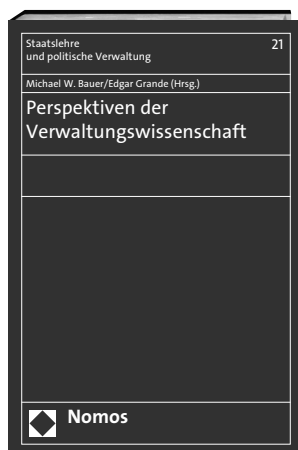 Staatslehre 21
und politische Verwaltung
Michael W. Bauer/Edgar Grande (Hrsg.)
Perspektiven der
Verwaltungswissenschaft
Nomos